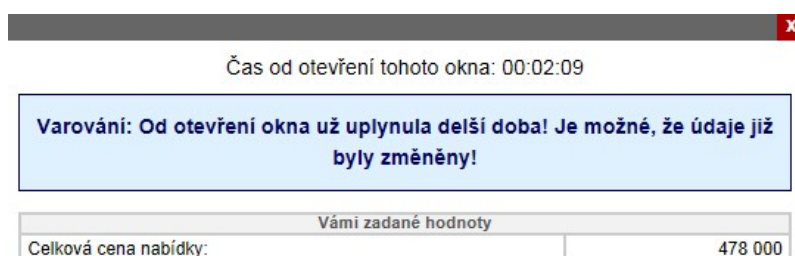 X
Čas od otevření tohoto okna: 00:02:09
Varování: Od otevření okna už uplynula delší doba! Je možné, že údaje již
byly změněny!
Vámi zadané hodnoty
Celková cena nabídky: 478 000